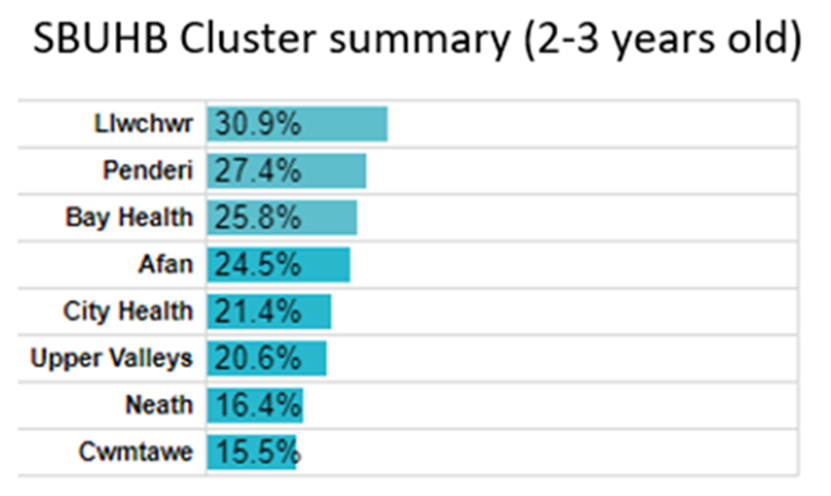 SBUHB Cluster summary (2-3 years old)
Llwchwr 30.9%
Penderi 27.4%
Bay Health 25.8%
Afan 24.5%
City Health 21.4%
Upper Valleys 20.6%
Neath 16.4%
Cwmtawe 15.5%